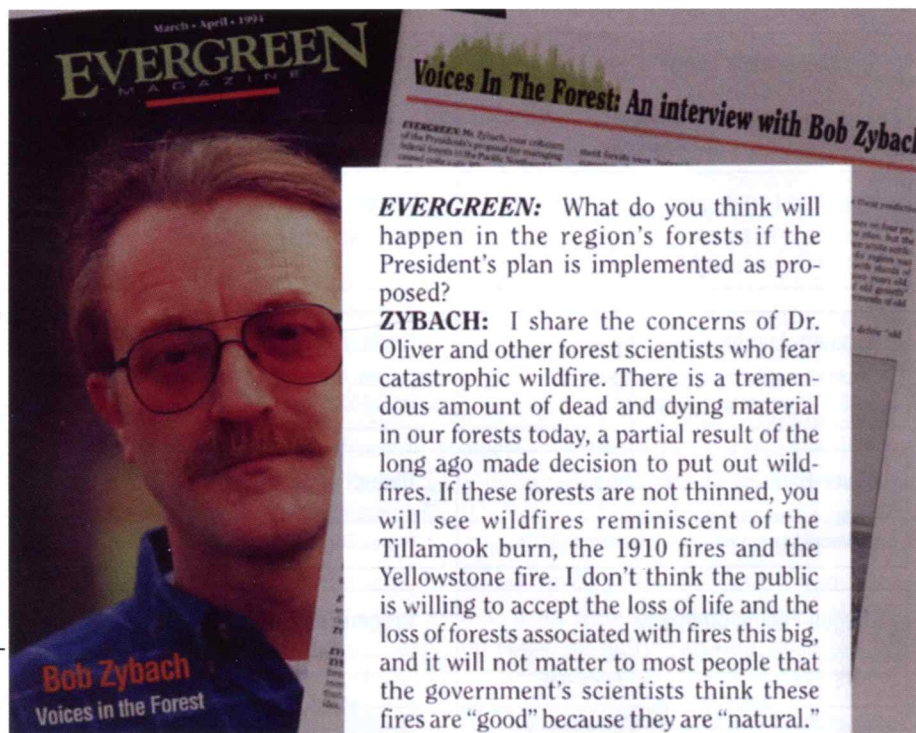 March • April • 1994
EVERGREEN
MAGAZINE
Bob Zybach
Voices in the Forest
Voices In The Forest: An interview with Bob Zybach
EVERGREEN: What do you think will
happen in the region's forests if the
President's plan is implemented as pro-
posed?
ZYBACH: I share the concerns of Dr.
Oliver and other forest scientists who fear
catastrophic wildfire. There is a tremen-
dous amount of dead and dying material
in our forests today, a partial result of the
long ago made decision to put out wild-
fires. If these forests are not thinned, you
will see wildfires reminiscent of the
Tillamook burn, the 1910 fires and the
Yellowstone fire. I don't think the public
is willing to accept the loss of life and the
loss of forests associated with fires this big,
and it will not matter to most people that
the government's scientists think these
fires are "good" because they are "natural."